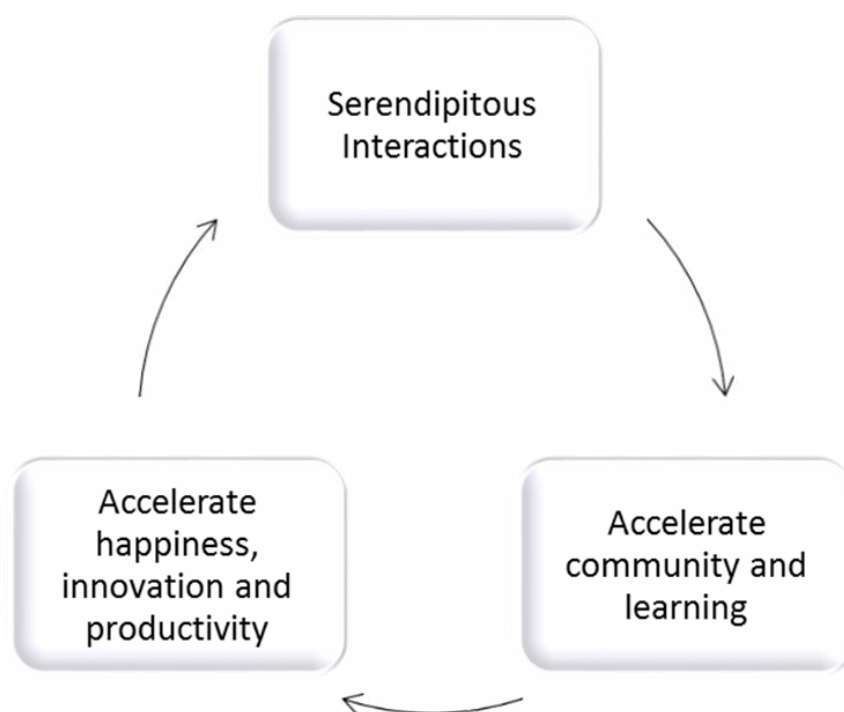 Serendipitous
Interactions
Accelerate
happiness,
innovation and
productivity
Accelerate
community and
learning